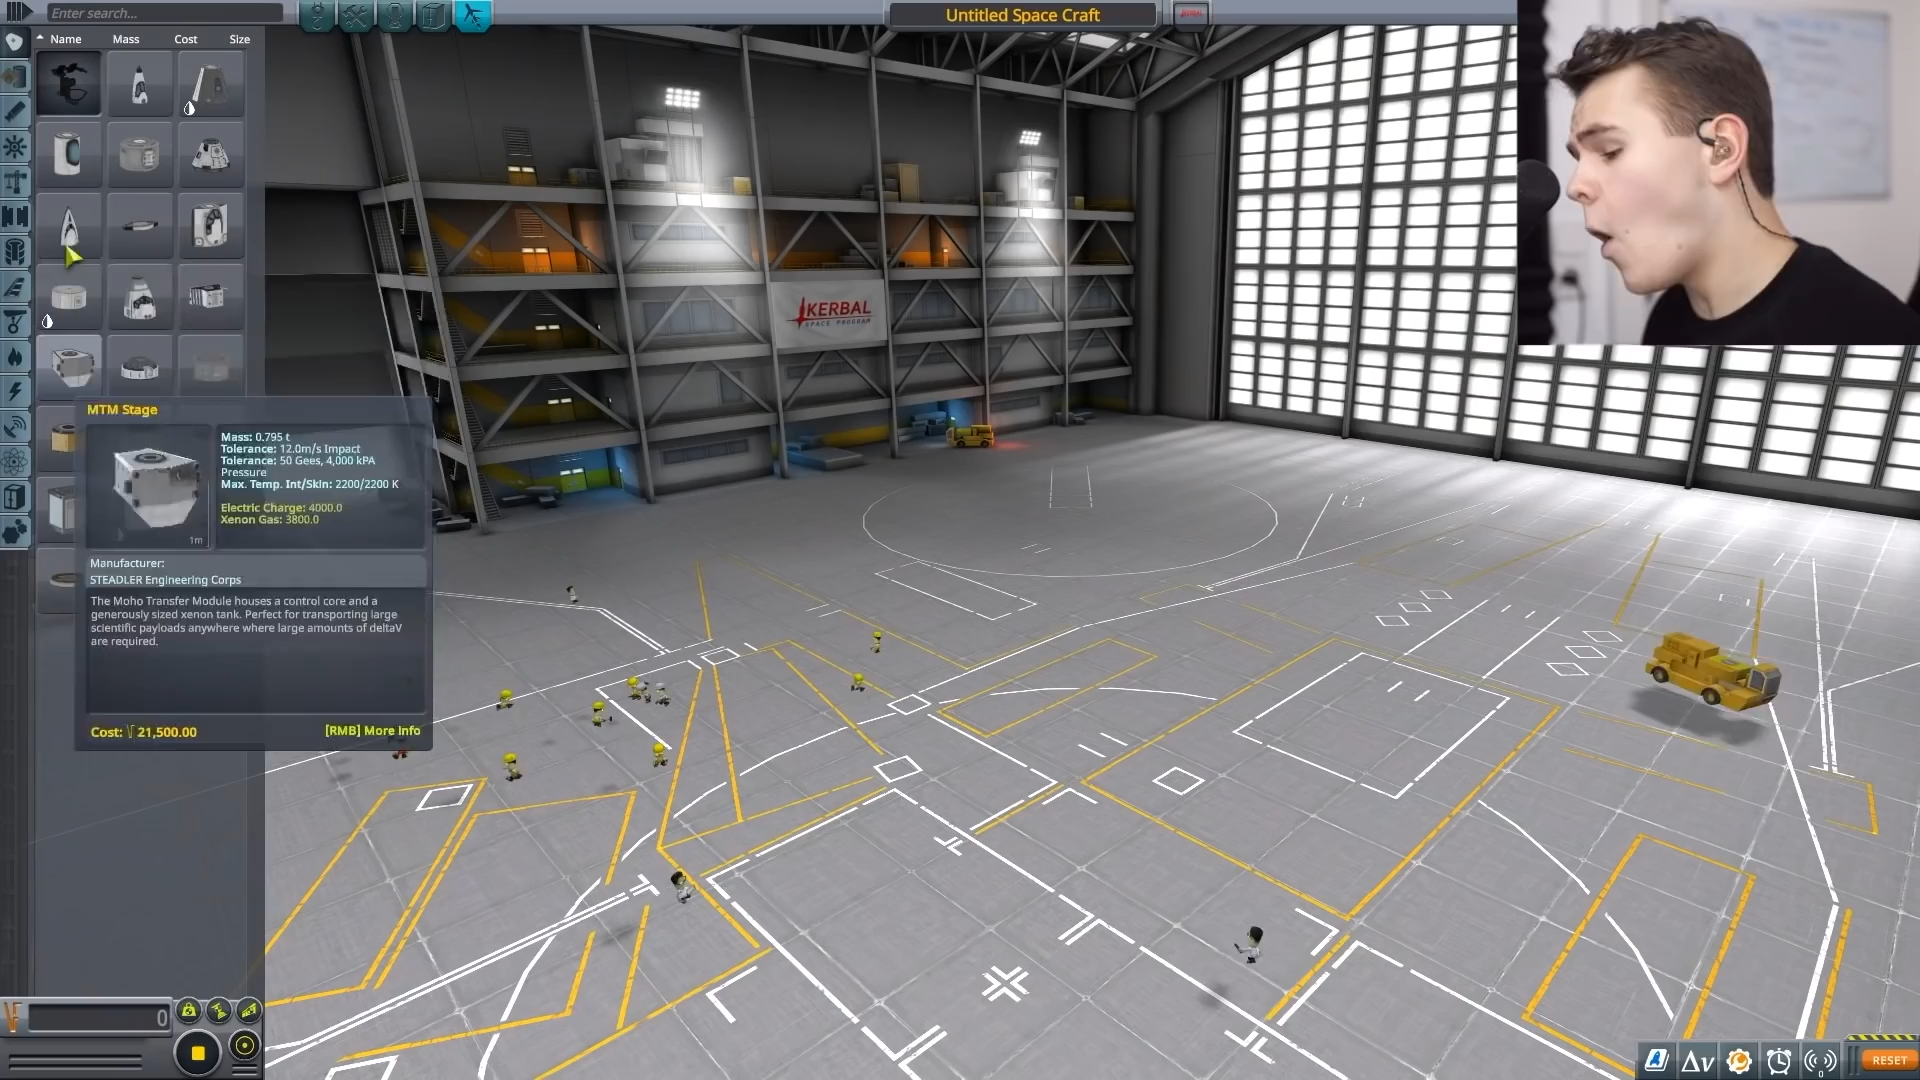 Enter search...
Untitled Space Craft
Name Mass Cost Size
KERBAL
SPACE PROGRAM
MTM Stage
Mass: 0.795 t
Tolerance: 12.0m/s Impact
Tolerance: 50 Gees, 4,000 kPA
Pressure
Max. Temp. Int/Skin: 2200/2200 K
Electric Charge: 4000.0
Xenon Gas: 3800.0
1m
Manufacturer:
STEADLER Engineering Corps
The Moho Transfer Module houses a control core and a
generously sized xenon tank. Perfect for transporting large
scientific payloads anywhere where large amounts of deltaV
are required.
Cost: 21,500.00 [RMB] More Info
0
Δv
0
RESET